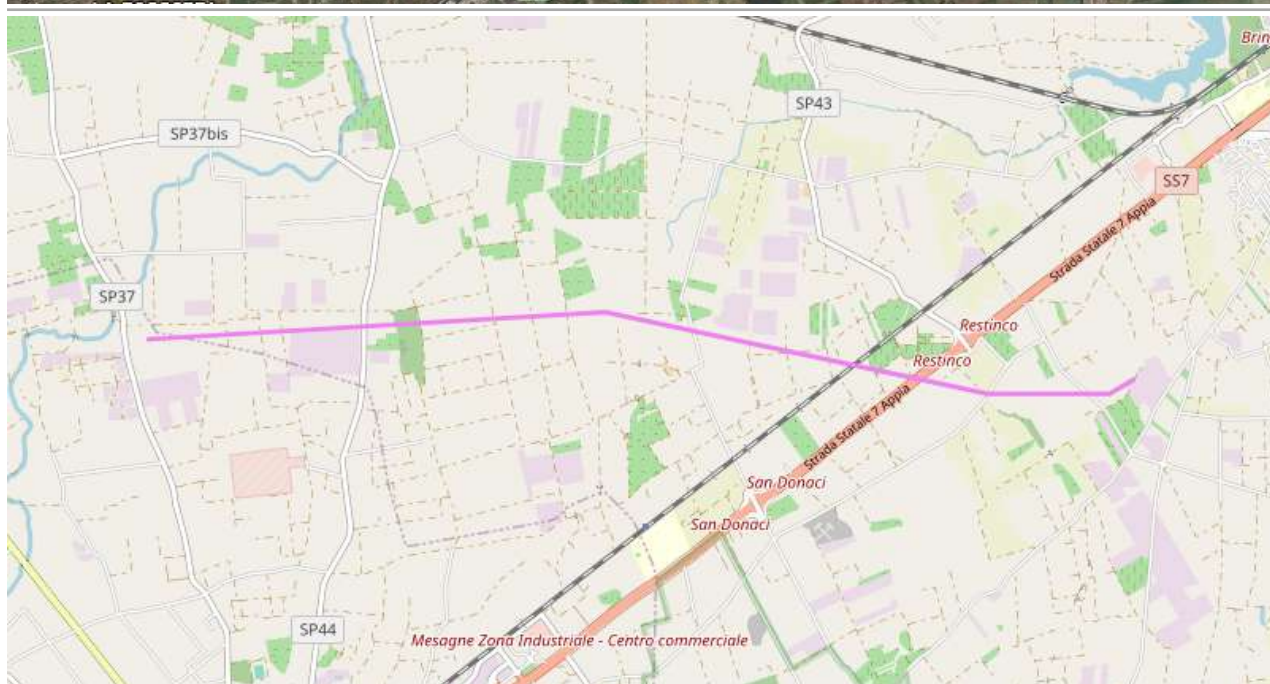 Brin
SP43
SP37bis
SS7
Strada Statale 7 Appia
SP37
Restinco
Restinco
Strada Statale 7 Appia
San Donaci
San Donaci
SP44
Mesagne Zona Industriale - Centro commerciale